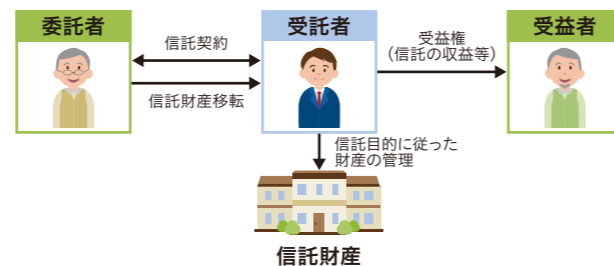 委託者
受託者
受益者
信託契約
信託財産移転
受益権
（信託の収益等）
信託目的に従った
財産の管理
信託財産